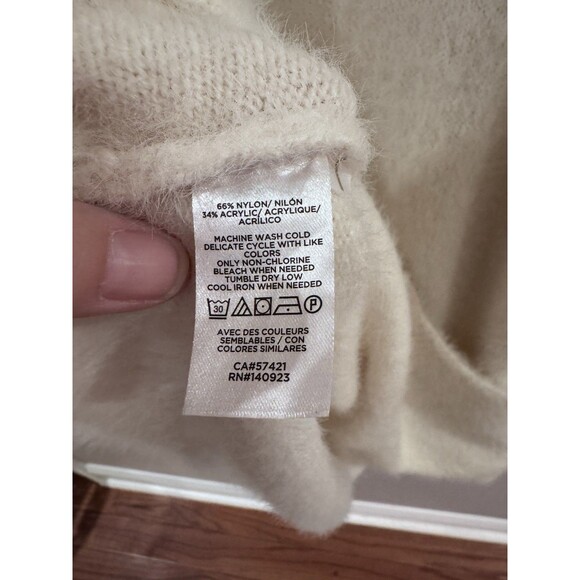 66% NYLON/ NILÓN
34% ACRYLIC/ ACRYLIQUE/
ACRÍLICO
MACHINE WASH COLD
DELICATE CYCLE WITH LIKE
COLORS
ONLY NON-CHLORINE
BLEACH WHEN NEEDED
TUMBLE DRY LOW
COOL IRON WHEN NEEDED
30 P
AVEC DES COULEURS
SEMBLABLES / CON
COLORES SIMILARES
CA#57421
RN#140923